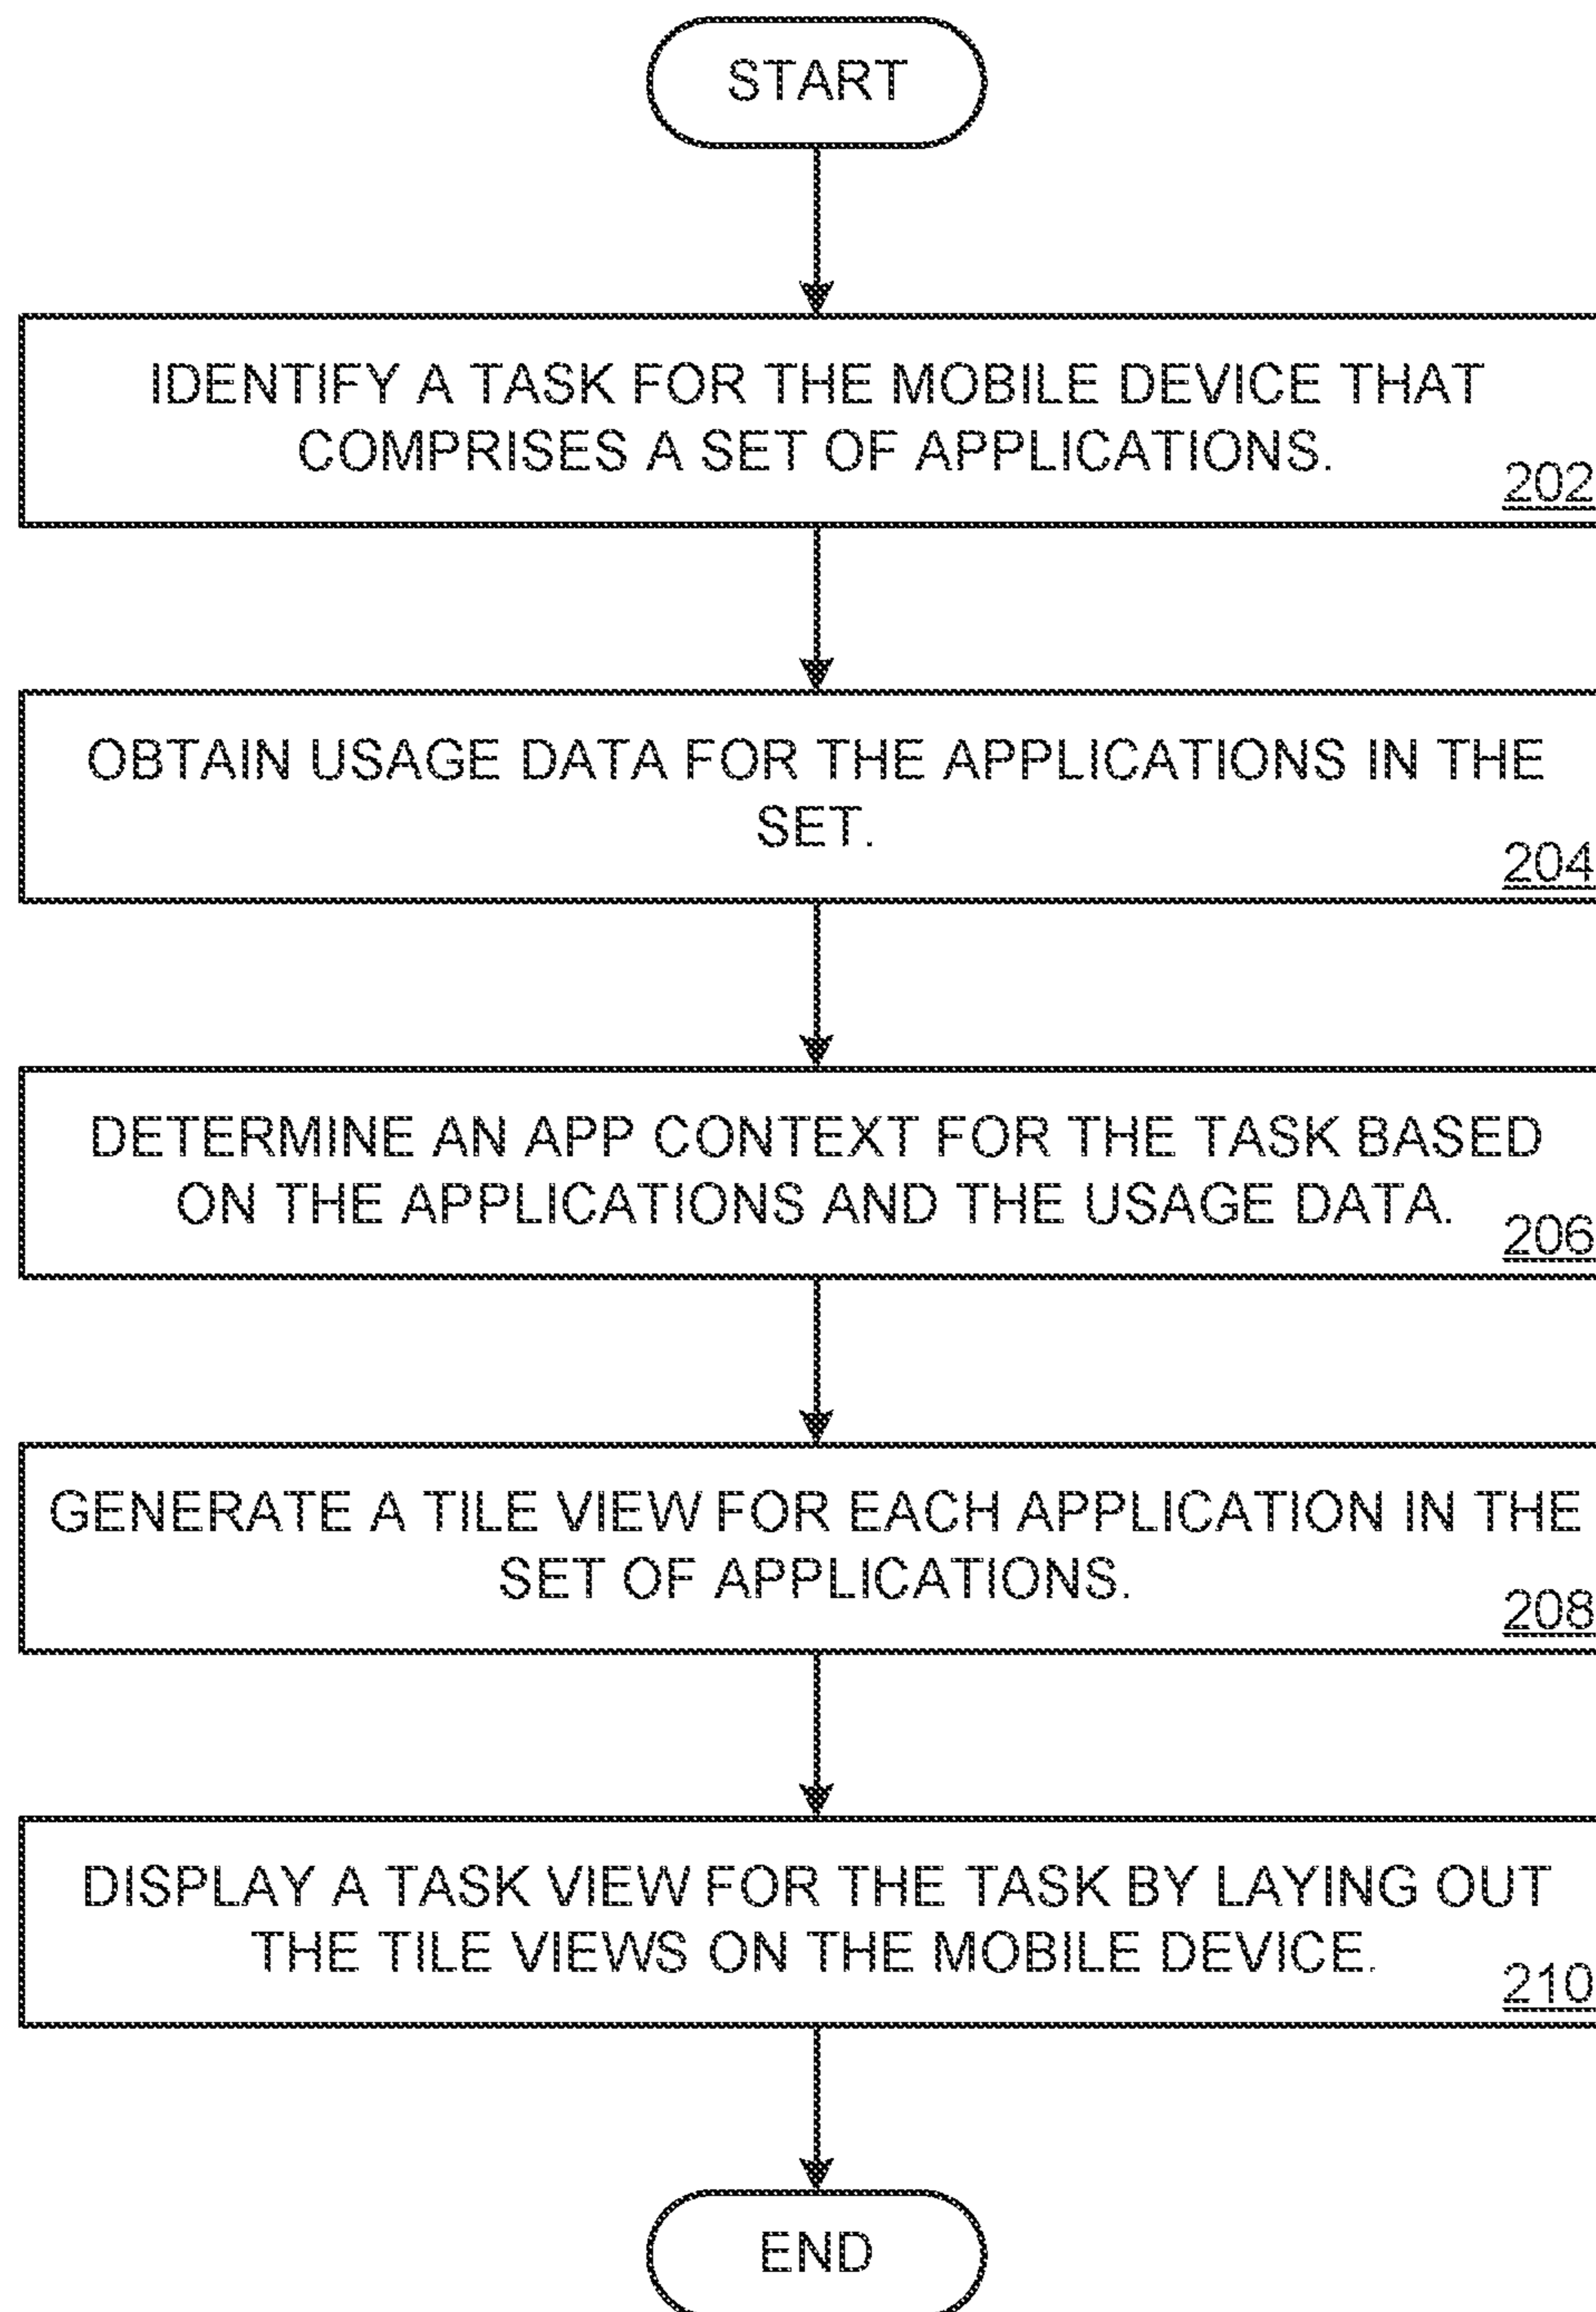 START
IDENTIFY A TASK FOR THE MOBILE DEVICE THAT
COMPRISES A SET OF APPLICATIONS.
202
OBTAIN USAGE DATA FOR THE APPLICATIONS IN THE
SET.
204
DETERMINE AN APP CONTEXT FOR THE TASK BASED
ON THE APPLICATIONS AND THE USAGE DATA.
206
GENERATE A TILE VIEW FOR EACH APPLICATION IN THE
SET OF APPLICATIONS.
208
DISPLAY A TASK VIEW FOR THE TASK BY LAYING OUT
THE TILE VIEWS ON THE MOBILE DEVICE.
210
END